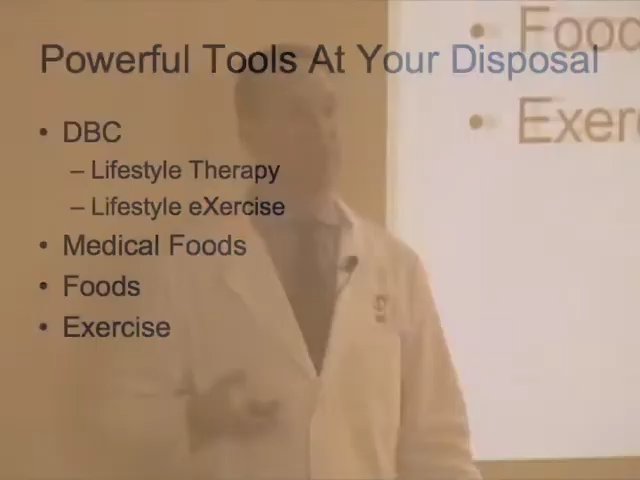 Powerful Tools At Your Disposal
• DBC
– Lifestyle Therapy
– Lifestyle eXercise
• Medical Foods
• Foods
• Exercise